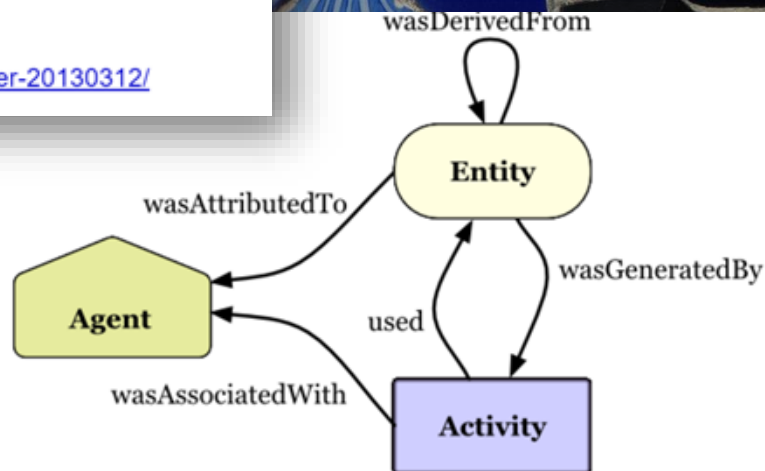 er-20130312/
wasDerivedFrom
Entity
wasAttributedTo
wasGeneratedBy
Agent
used
wasAssociatedWith
Activity